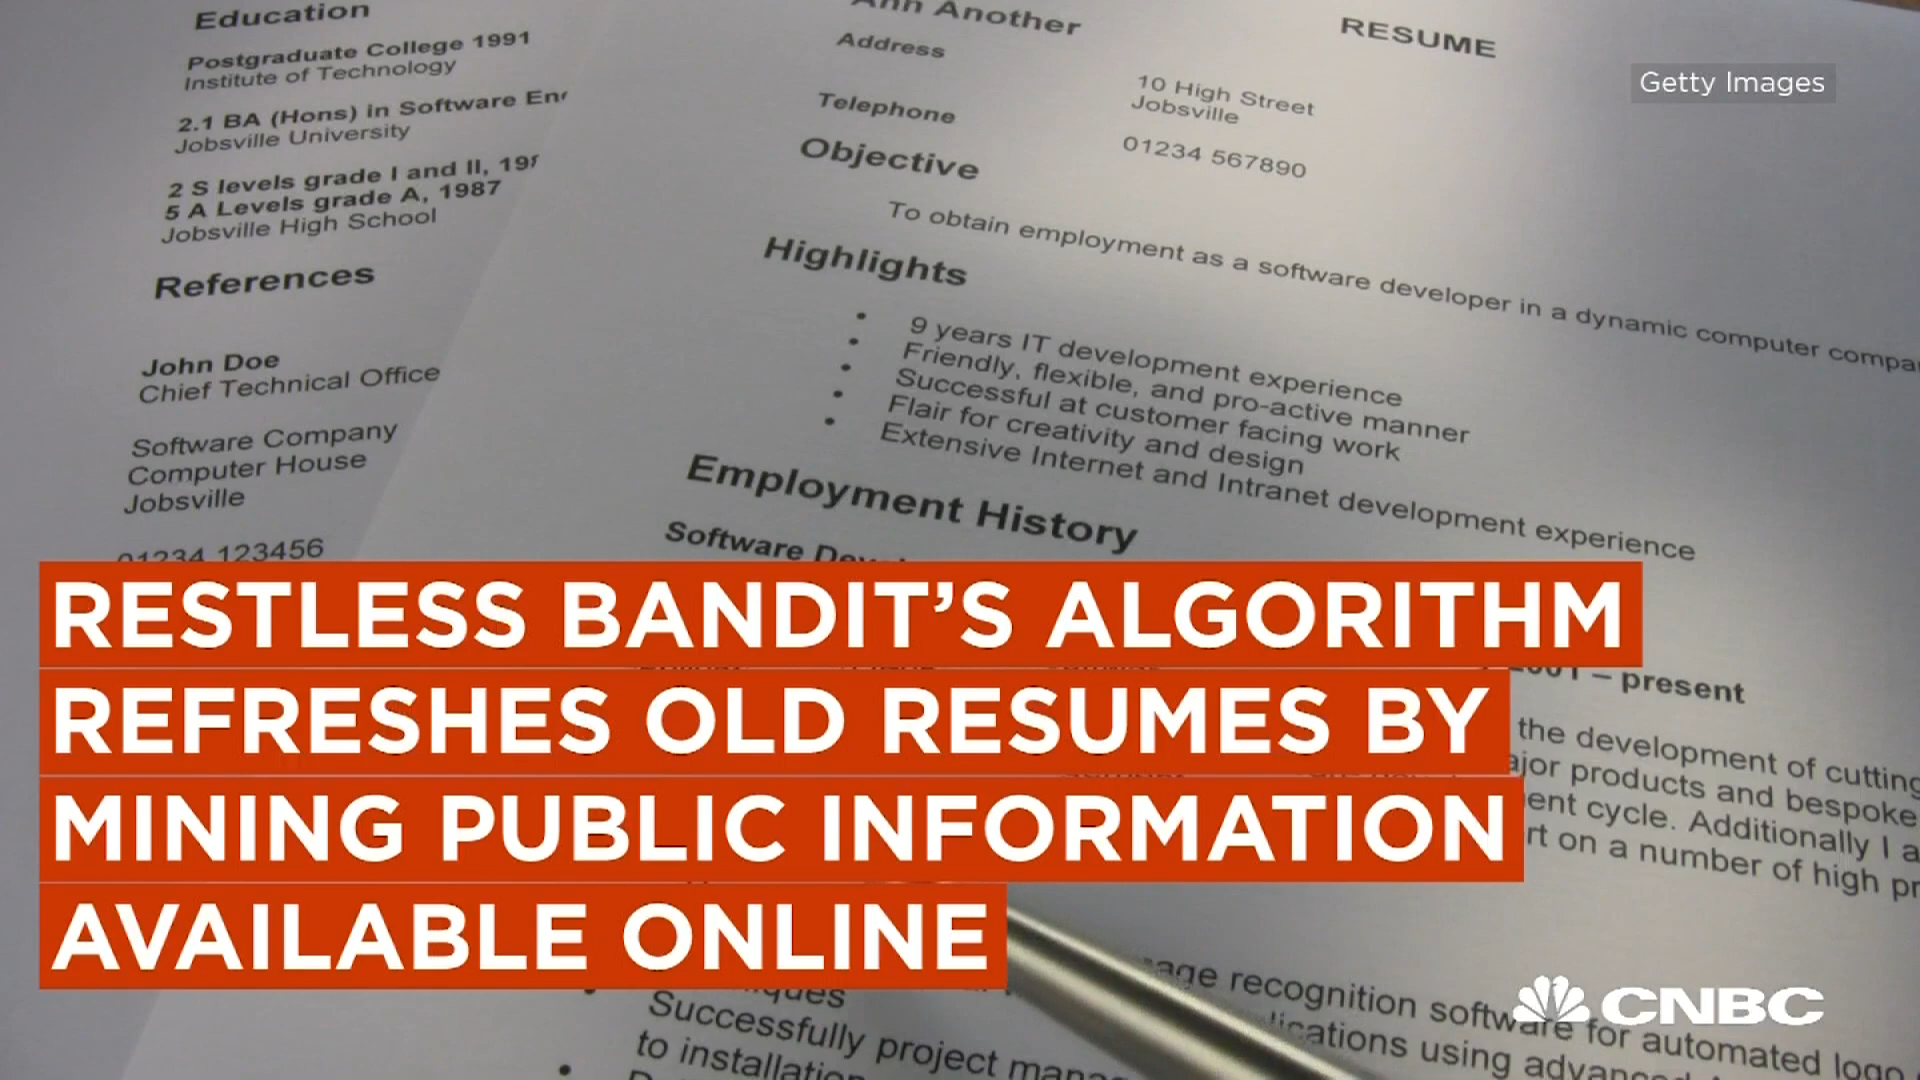 Education
Postgraduate College 1991
Institute of Technology
2.1 BA (Hons) in Software
Jobsville University
2 S levels grade I and II,
5 A Levels grade A, 1987
Jobsville High School
References
John Doe
Chief Technical Office
Software Company
Computer House
Jobsville
01234 123456
Ann Another
RESUME
Address
10 High Street
Jobsville
Telephone
01234 567890
Objective
To obtain employment as a software developer in a dynamic computer
Highlights
• 9 years IT development experience
• Friendly, flexible, and pro-active manner
• Successful at customer facing work
• Flair for creativity and design
• Extensive Internet and Intranet development experience
Employment History
Software
– present
the development of cutting
products and bespoke
cycle. Additionally I
on a number of high
recognition software for automated
using
Successfully project
to
Getty Images
RESTLESS BANDIT’S ALGORITHM
REFRESHES OLD RESUMES BY
MINING PUBLIC INFORMATION
AVAILABLE ONLINE
CNBC